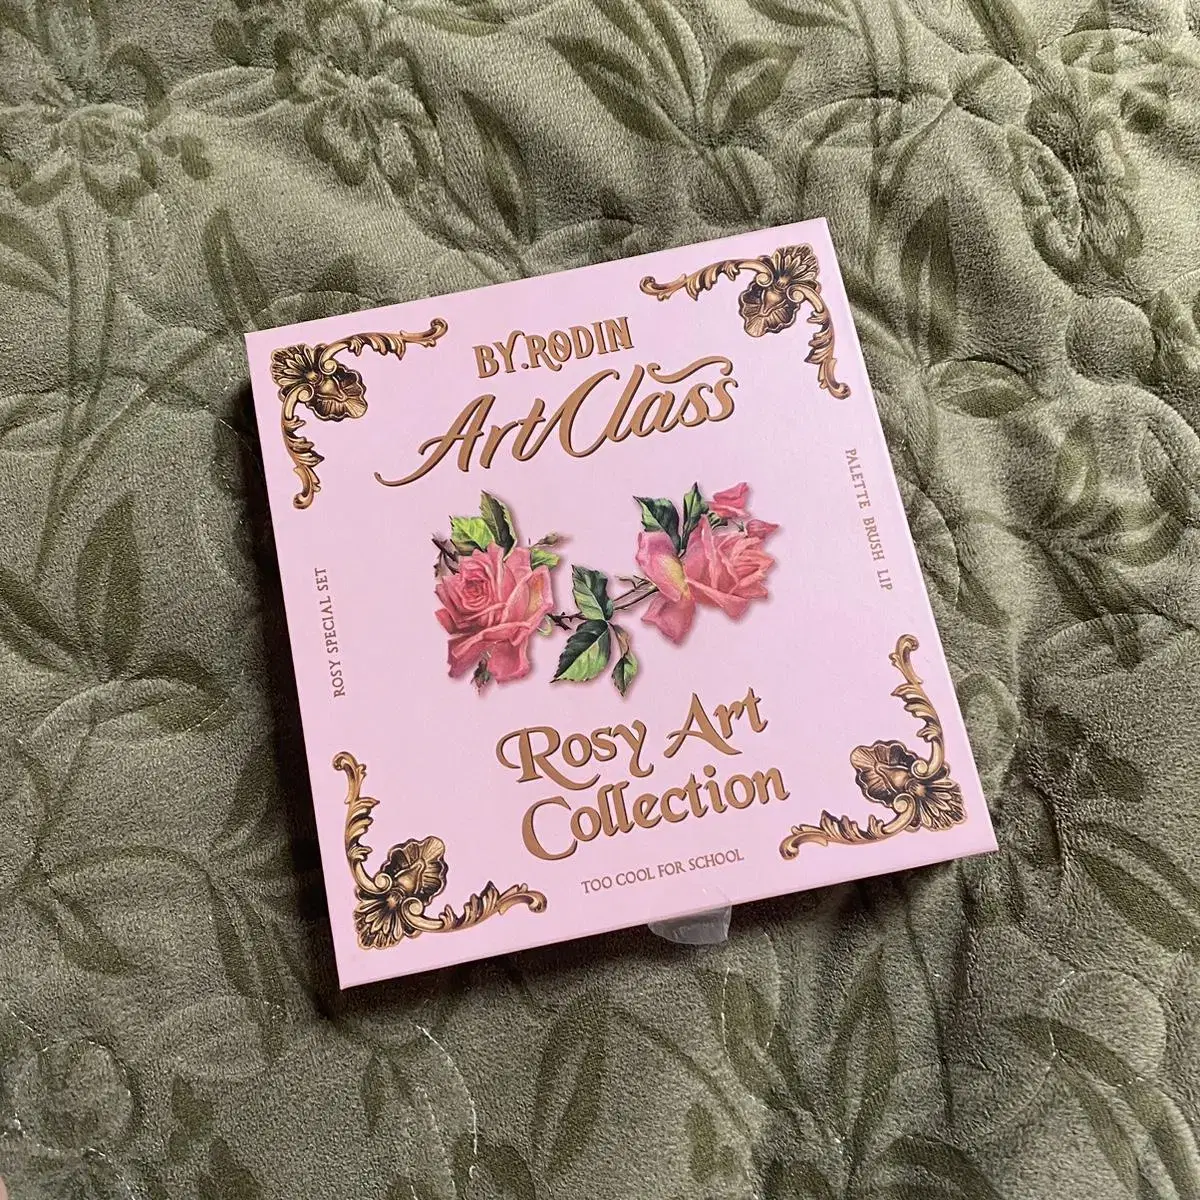 BY.RODIN
ArtClass
ROSY SPECIAL SET
PALETTE BRUSH LIP
Rosy Art
Collection
TOO COOL FOR SCHOOL